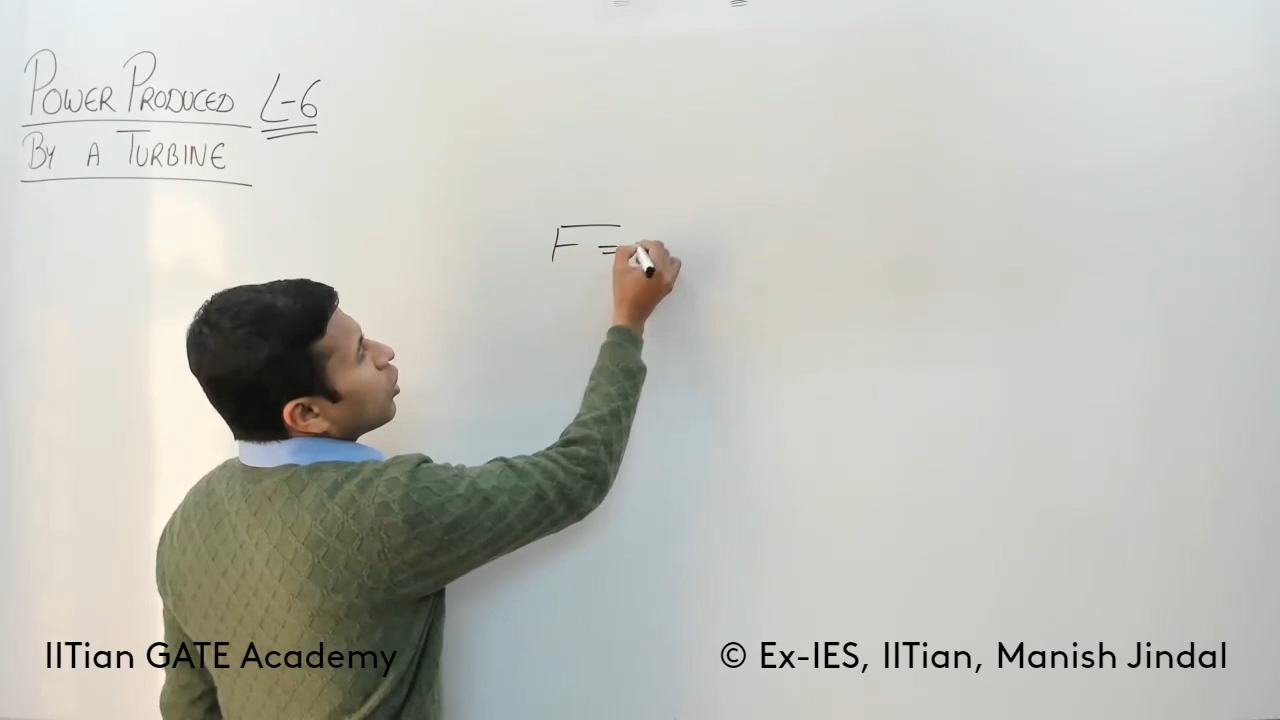 POWER PRODUCED L-6
BY A TURBINE
F =
IITian GATE Academy
© Ex-IES, IITian, Manish Jindal